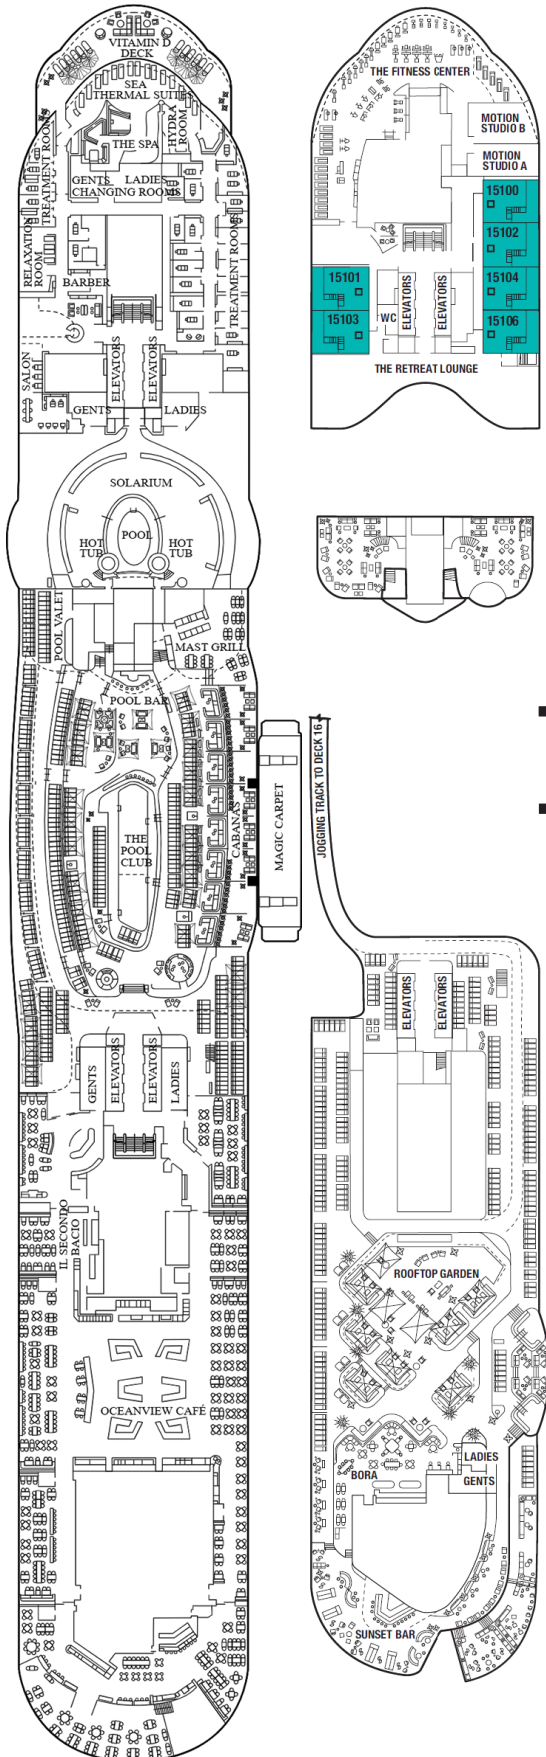 VITAMIN D
DECK
SEA
THERMAL SUITE
HYDRA
ROOM
THE SPA
TREATMENT ROOMS
GENTS
LADIES
CHANGING ROOMS
RELAXATION
ROOM
TREATMENT ROOMS
BARBER
SALON
ELEVATORS
ELEVATORS
GENTS
LADIES
SOLARIUM
POOL
HOT
TUB
HOT
TUB
POOL VALET
MAST GRILL
POOL BAR
CABANAS
MAGIC CARPET
THE
POOL
CLUB
GENTS
ELEVATORS
ELEVATORS
LADIES
IL SECONDO
BACIO
OCEANVIEW CAFÉ
THE FITNESS CENTER
MOTION
STUDIO B
MOTION
STUDIO A
15100
15102
15101
15104
15103
WC
ELEVATORS
ELEVATORS
15106
THE RETREAT LOUNGE
JOGGING TRACK TO DECK 16
ELEVATORS
ELEVATORS
ROOFTOP GARDEN
BORA
LADIES
GENTS
SUNSET BAR